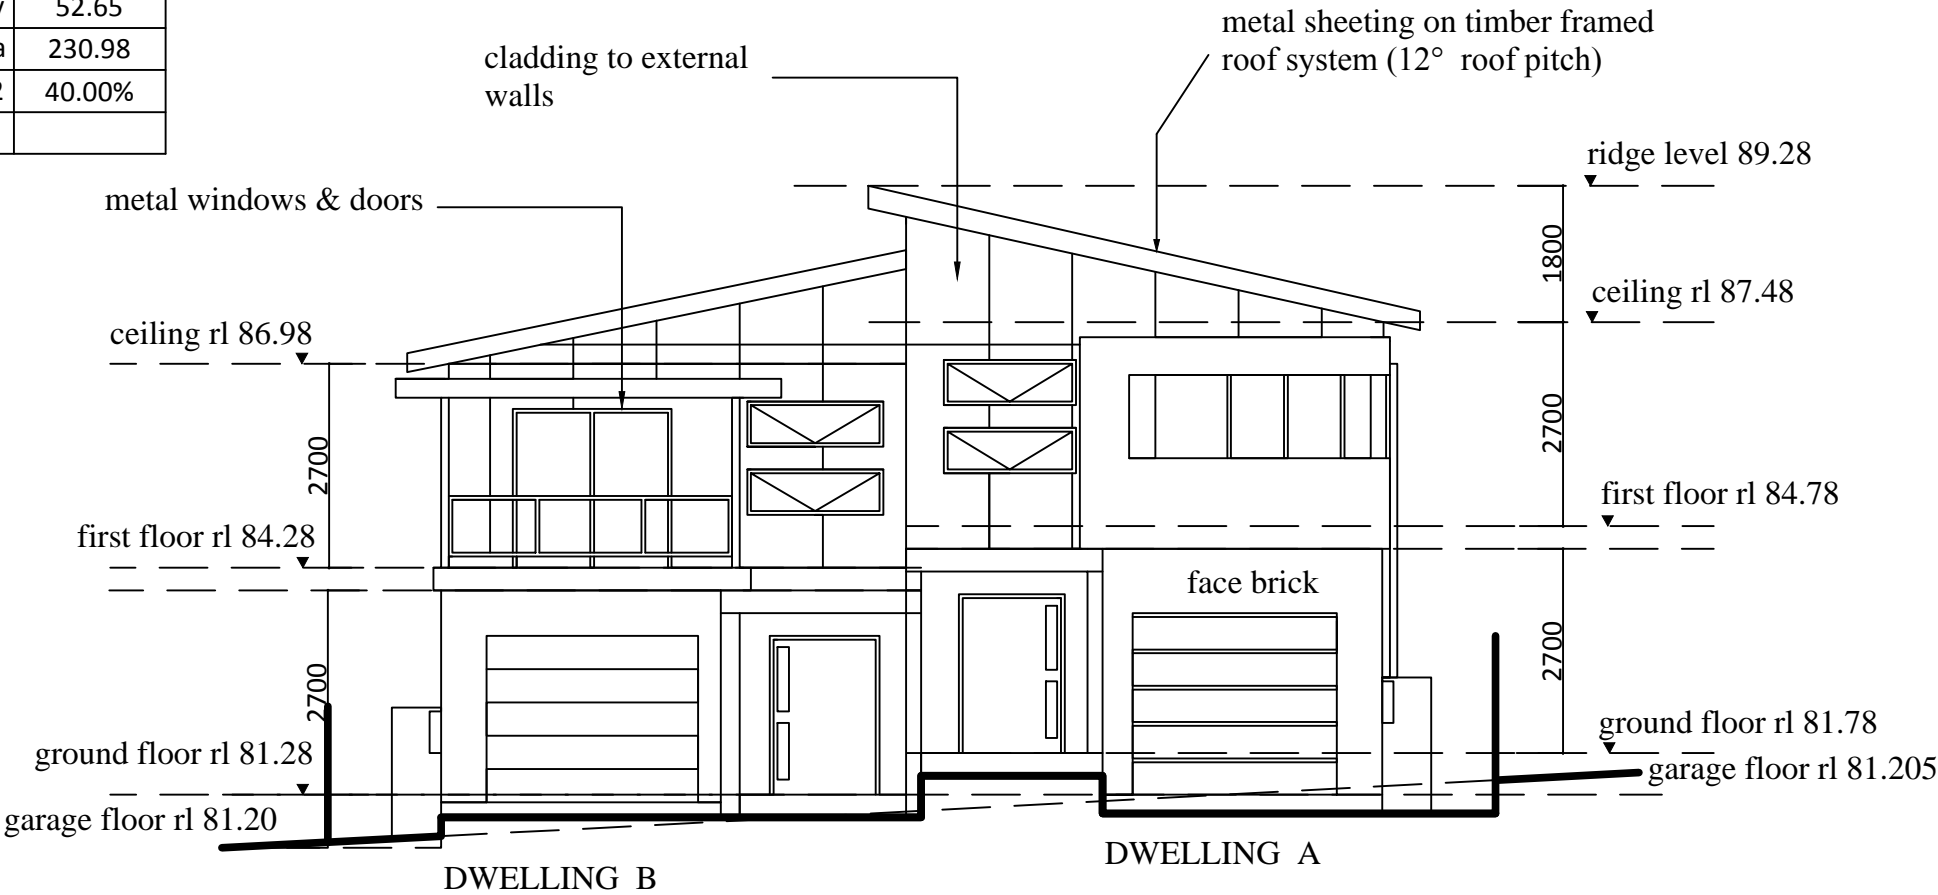 52.65
230.98
40.00%
metal sheeting on timber framed
roof system (12° roof pitch)
cladding to external
walls
ridge level 89.28
metal windows & doors
1800
ceiling rl 87.48
ceiling rl 86.98
2700
2700
first floor rl 84.78
first floor rl 84.28
face brick
2700
2700
ground floor rl 81.78
ground floor rl 81.28
garage floor rl 81.205
garage floor rl 81.20
DWELLING A
DWELLING B